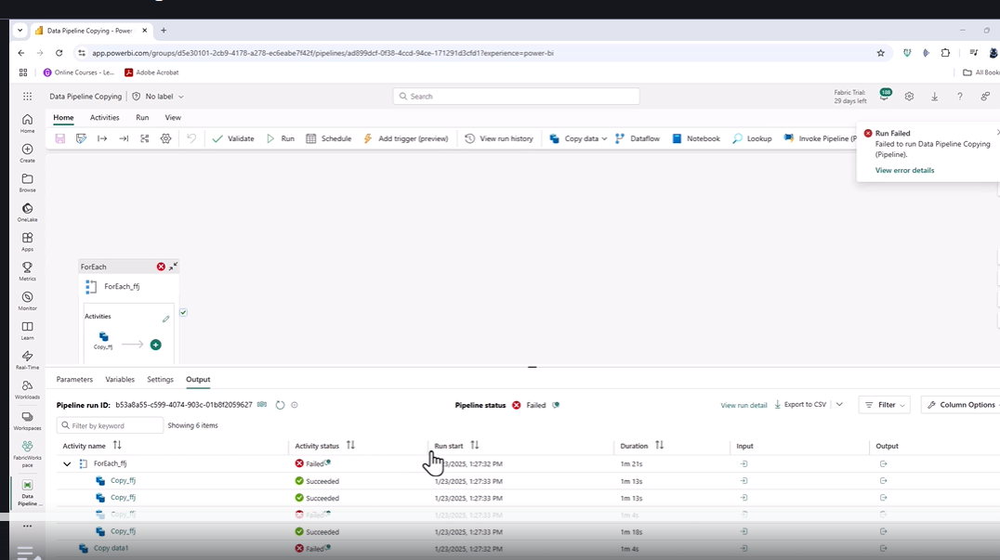 Data Pipeline Copying - Power
app.powerbi.com/groups/d5e30101-2cb9-4178-a278-ec6eabe7f42f/pipelines/ad899dcf-0f38-4ccd-94ce-171291d3cfd1?experience=power-bi
Online Courses - Le... Adobe Acrobat All Book
Data Pipeline Copying No label Search Fabric Trial: 29 days left
Home Activities Run View
Validate Run Schedule Add trigger (preview) View run history Copy data Dataflow Notebook Lookup Invoke Pipeline (P
Run Failed
Failed to run Data Pipeline Copying
(Pipeline).
View error details
Home
Create
Browse
OneLake
Apps
Metrics
Monitor
Learn
Real-Time
Workloads
Workspaces
FabricWorks
pace
Data
Pipeline ...
ForEach
ForEach_ffj
Activities
Copy_ffj
Parameters Variables Settings Output
Pipeline run ID: b53a8a55-c599-4074-903c-01b8f2059627 Pipeline status Failed View run detail Export to CSV Filter Column Options
Filter by keyword Showing 6 items
Activity name Activity status Run start Duration Input Output
ForEach_ffj Failed 23/2025, 1:27:32 PM 1m 21s
Copy_ffj Succeeded 1/23/2025, 1:27:33 PM 1m 13s
Copy_ffj Succeeded 1/23/2025, 1:27:33 PM 1m 13s
Copy_ffj Failed 1/23/2025, 1:27:33 PM 1m 4s
Copy_ffj Succeeded 1/23/2025, 1:27:33 PM 1m 18s
Copy data1 Failed 1/23/2025, 1:27:32 PM 1m 4s